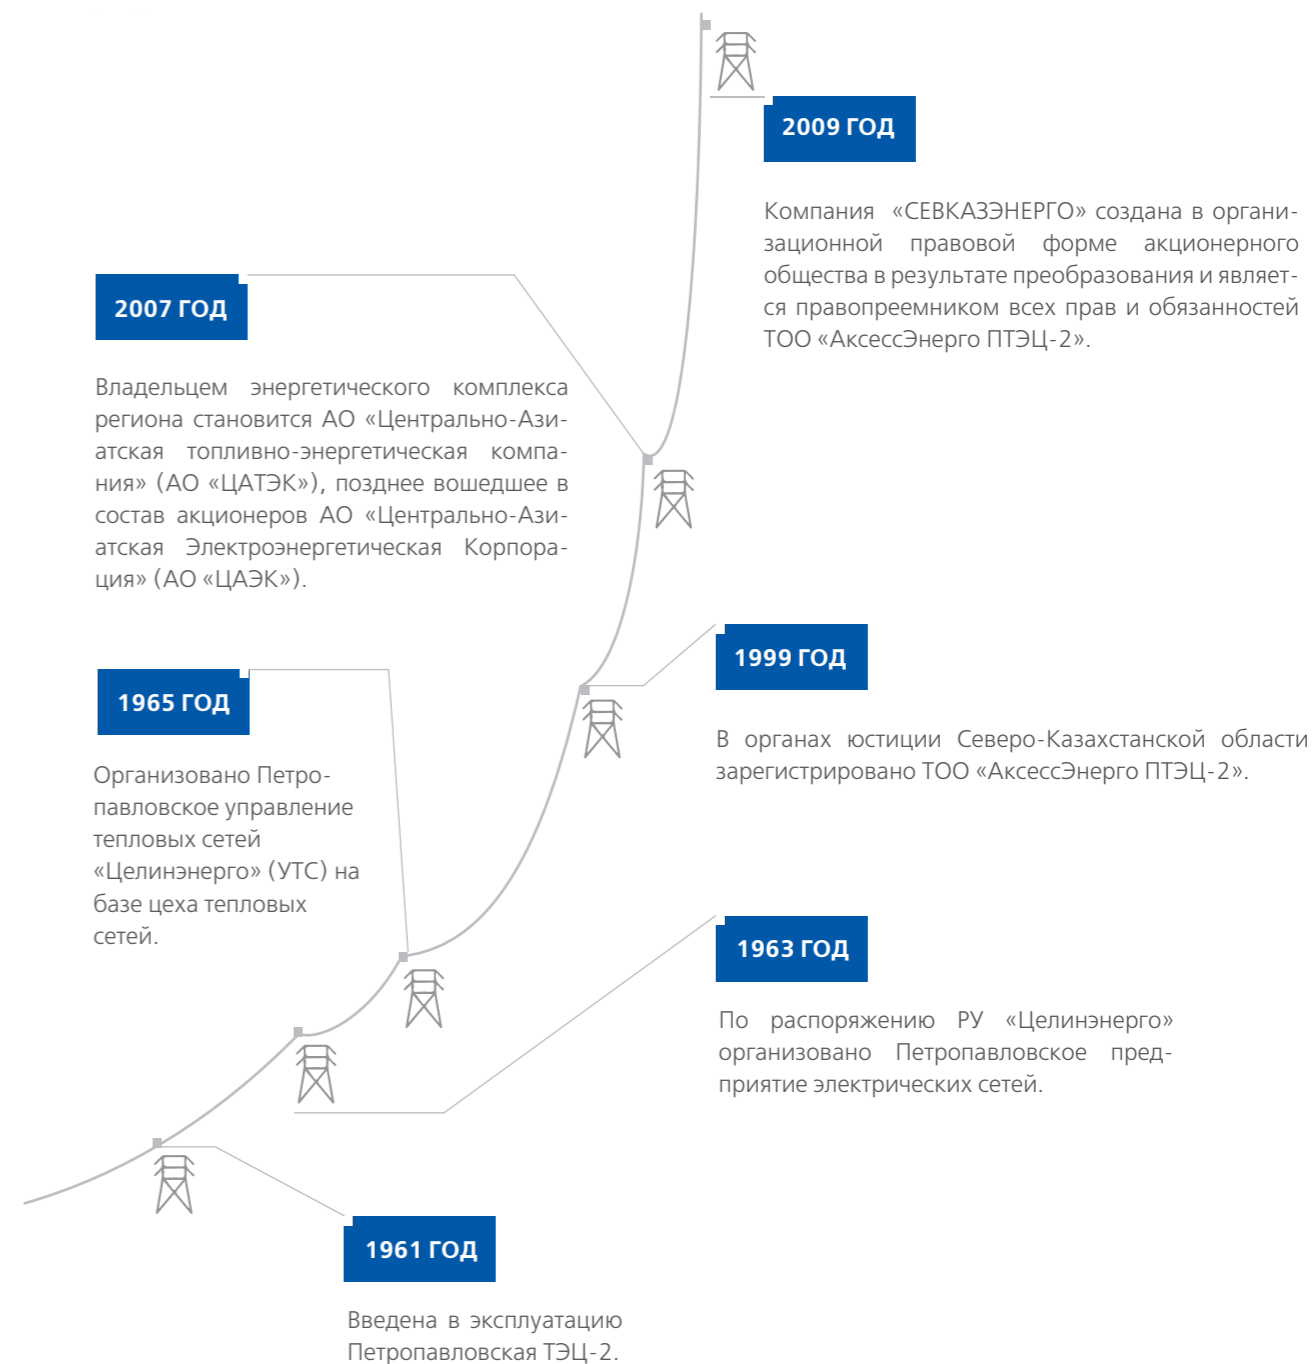 2009 ГОД
Компания «СЕВКАЗЭНЕРГО» создана в органи-
зационной правовой форме акционерного
общества в результате преобразования и являет-
ся правопреемником всех прав и обязанностей
ТОО «АксессЭнерго ПТЭЦ-2».
2007 ГОД
Владельцем энергетического комплекса
региона становится АО «Центрально-Ази-
атская топливно-энергетическая компа-
ния» (АО «ЦАТЭК»), позднее вошедшее в
состав акционеров АО «Центрально-Ази-
атская Электроэнергетическая Корпора-
ция» (АО «ЦАЭК»).
1999 ГОД
В органах юстиции Северо-Казахстанской области
зарегистрировано ТОО «АксессЭнерго ПТЭЦ-2».
1965 ГОД
Организовано Петро-
павловское управление
тепловых сетей
«Целинэнерго» (УТС) на
базе цеха тепловых
сетей.
1963 ГОД
По распоряжению РУ «Целинэнерго»
организовано Петропавловское пред-
приятие электрических сетей.
1961 ГОД
Введена в эксплуатацию
Петропавловская ТЭЦ-2.